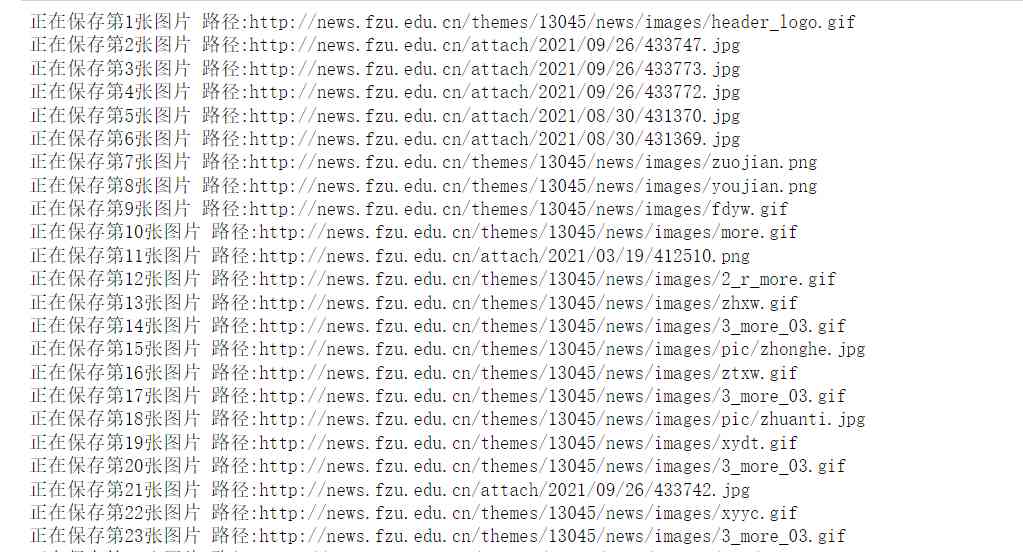 正在保存第1张图片 路径:http://news.fzu.edu.cn/themes/13045/news/images/header_logo.gif
正在保存第2张图片 路径:http://news.fzu.edu.cn/attach/2021/09/26/433747.jpg
正在保存第3张图片 路径:http://news.fzu.edu.cn/attach/2021/09/26/433773.jpg
正在保存第4张图片 路径:http://news.fzu.edu.cn/attach/2021/09/26/433772.jpg
正在保存第5张图片 路径:http://news.fzu.edu.cn/attach/2021/08/30/431370.jpg
正在保存第6张图片 路径:http://news.fzu.edu.cn/attach/2021/08/30/431369.jpg
正在保存第7张图片 路径:http://news.fzu.edu.cn/themes/13045/news/images/zuojian.png
正在保存第8张图片 路径:http://news.fzu.edu.cn/themes/13045/news/images/youjian.png
正在保存第9张图片 路径:http://news.fzu.edu.cn/themes/13045/news/images/fdyw.gif
正在保存第10张图片 路径:http://news.fzu.edu.cn/themes/13045/news/images/more.gif
正在保存第11张图片 路径:http://news.fzu.edu.cn/attach/2021/03/19/412510.png
正在保存第12张图片 路径:http://news.fzu.edu.cn/themes/13045/news/images/2_r_more.gif
正在保存第13张图片 路径:http://news.fzu.edu.cn/themes/13045/news/images/zhxw.gif
正在保存第14张图片 路径:http://news.fzu.edu.cn/themes/13045/news/images/3_more_03.gif
正在保存第15张图片 路径:http://news.fzu.edu.cn/themes/13045/news/images/pic/zhonghe.jpg
正在保存第16张图片 路径:http://news.fzu.edu.cn/themes/13045/news/images/ztxw.gif
正在保存第17张图片 路径:http://news.fzu.edu.cn/themes/13045/news/images/3_more_03.gif
正在保存第18张图片 路径:http://news.fzu.edu.cn/themes/13045/news/images/pic/zhuanti.jpg
正在保存第19张图片 路径:http://news.fzu.edu.cn/themes/13045/news/images/xydt.gif
正在保存第20张图片 路径:http://news.fzu.edu.cn/themes/13045/news/images/3_more_03.gif
正在保存第21张图片 路径:http://news.fzu.edu.cn/attach/2021/09/26/433742.jpg
正在保存第22张图片 路径:http://news.fzu.edu.cn/themes/13045/news/images/xyyc.gif
正在保存第23张图片 路径:http://news.fzu.edu.cn/themes/13045/news/images/3_more_03.gif